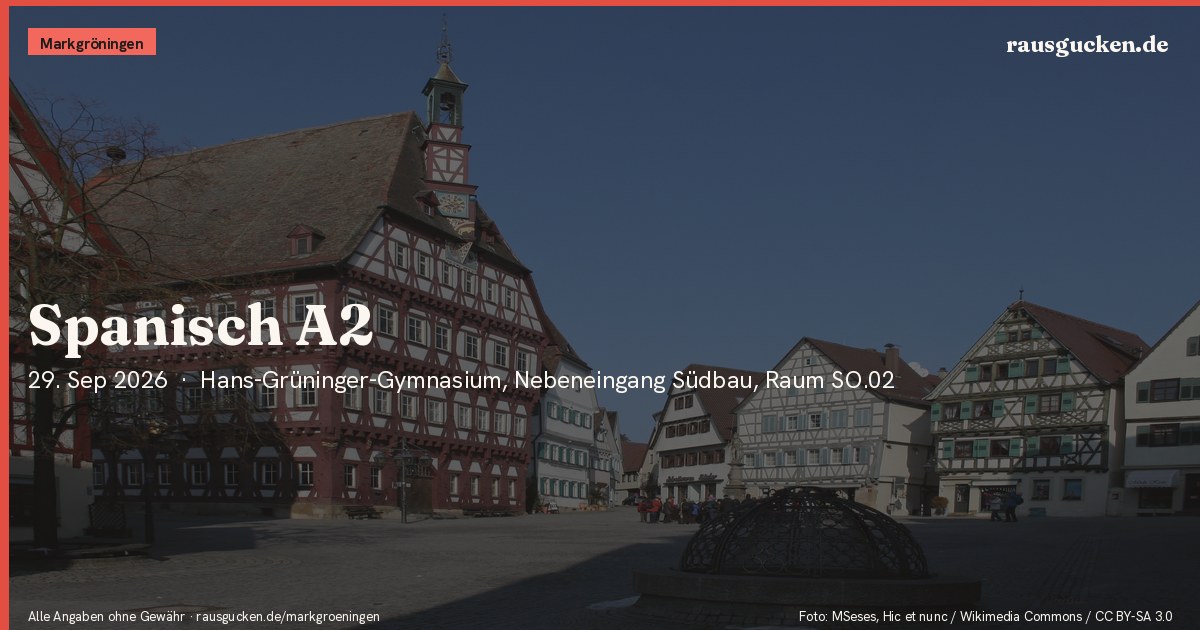 Markgröningen
rausgucken.de
Spanisch A2
29. Sep 2026 · Hans-Grüninger-Gymnasium, Nebeneingang Südbau, Raum SO.02
Alle Angaben ohne Gewähr · rausgucken.de/markgroeningen
Foto: MSeses, Hic et nunc / Wikimedia Commons / CC BY-SA 3.0